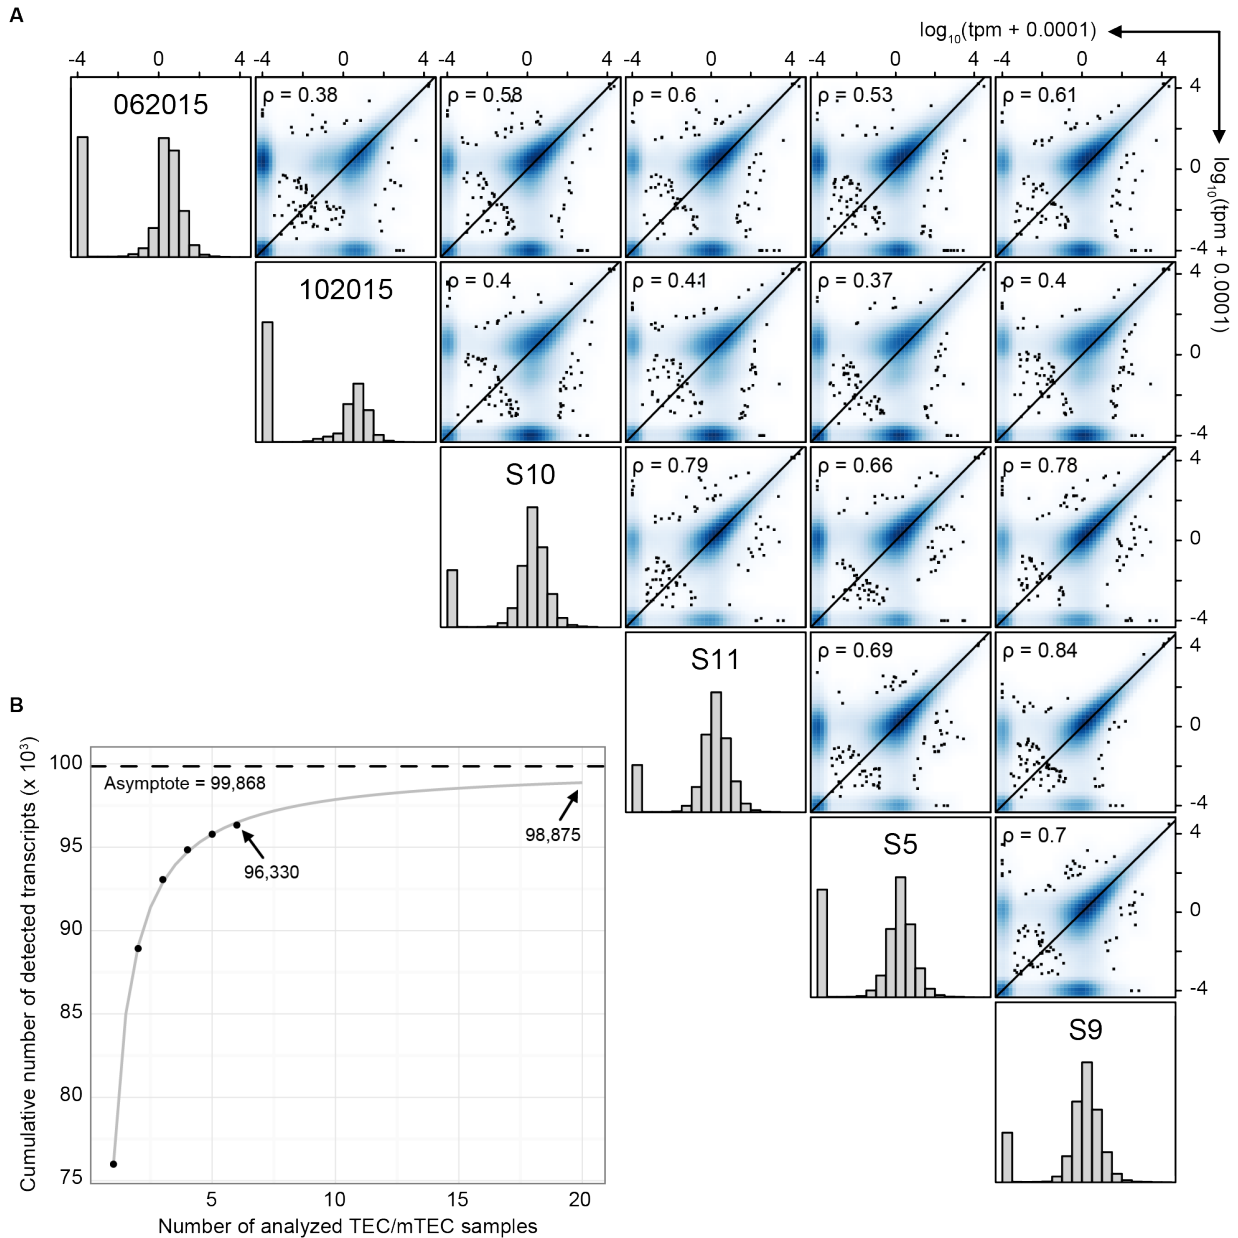 A
log10(tpm + 0.0001)
-4 0 4 -4 0 4 -4 0 4 -4 0 4 -4 0 4 -4 0 4
062015
ρ = 0.38
ρ = 0.58
ρ = 0.6
ρ = 0.53
ρ = 0.61
4
0
-4
log10(tpm + 0.0001)
102015
ρ = 0.4
ρ = 0.41
ρ = 0.37
ρ = 0.4
4
0
-4
S10
ρ = 0.79
ρ = 0.66
ρ = 0.78
4
0
-4
S11
ρ = 0.69
ρ = 0.84
4
0
-4
S5
ρ = 0.7
4
0
-4
S9
B
Cumulative number of detected transcripts (x 10³)
100
95
90
85
80
75
Asymptote = 99,868
98,875
96,330
5 10 15 20
Number of analyzed TEC/mTEC samples